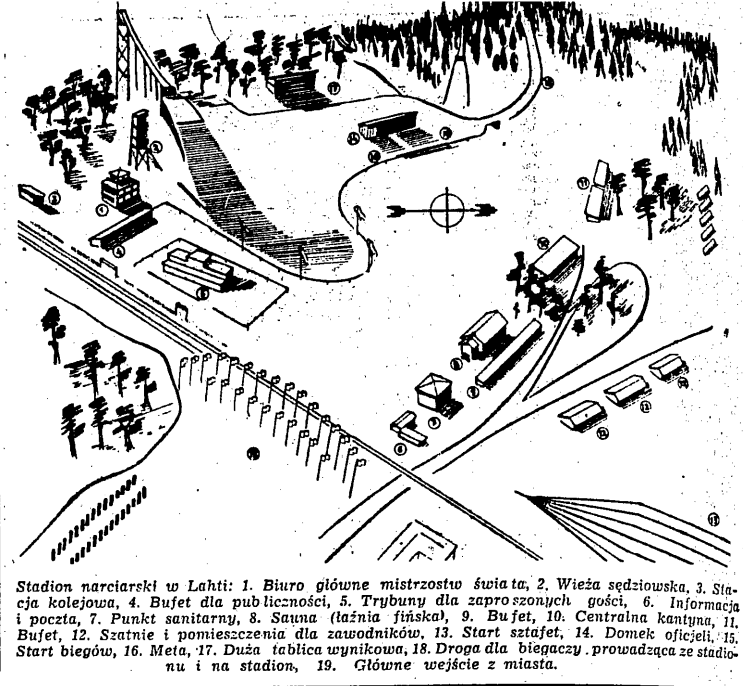 Stadion narciarski w Lahti: 1. Biuro główne mistrzostw świata, 2. Wieża sędziowska, 3. Sta-
cja kolejowa, 4. Bufet dla publiczności, 5. Trybuny dla zaproszonych gości, 6. Informacja
i poczta, 7. Punkt sanitarny, 8. Sauna (łaźnia fińska), 9. Bufet, 10. Centralna kantyna, 11.
Bufet, 12. Szatnie i pomieszczenia dla zawodników, 13. Start sztafet, 14. Domek oficjeli, 15.
Start biegów, 16. Meta, 17. Duża tablica wynikowa, 18. Droga dla biegaczy prowadząca ze stadio-
nu i na stadion, 19. Główne wejście z miasta.